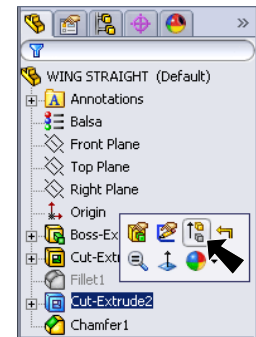 »
WING STRAIGHT (Default)
A Annotations
Balsa
Front Plane
Top Plane
Right Plane
Origin
Boss-Ex
Cut-Extr
Fillet1
Cut-Extrude2
Chamfer1